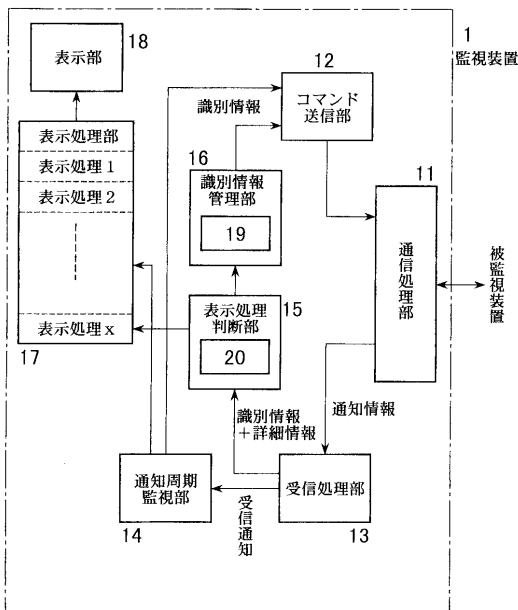 18
表示部
1
監視装置
12
コマンド
送信部
識別情報
表示処理部
表示処理1
表示処理2
表示処理x
17
16
識別情報
管理部
19
11
通信処理部
被監視装置
15
表示処理
判断部
20
通知情報
識別情報
+詳細情報
通知周期
監視部
14
受信通知
受信処理部
13